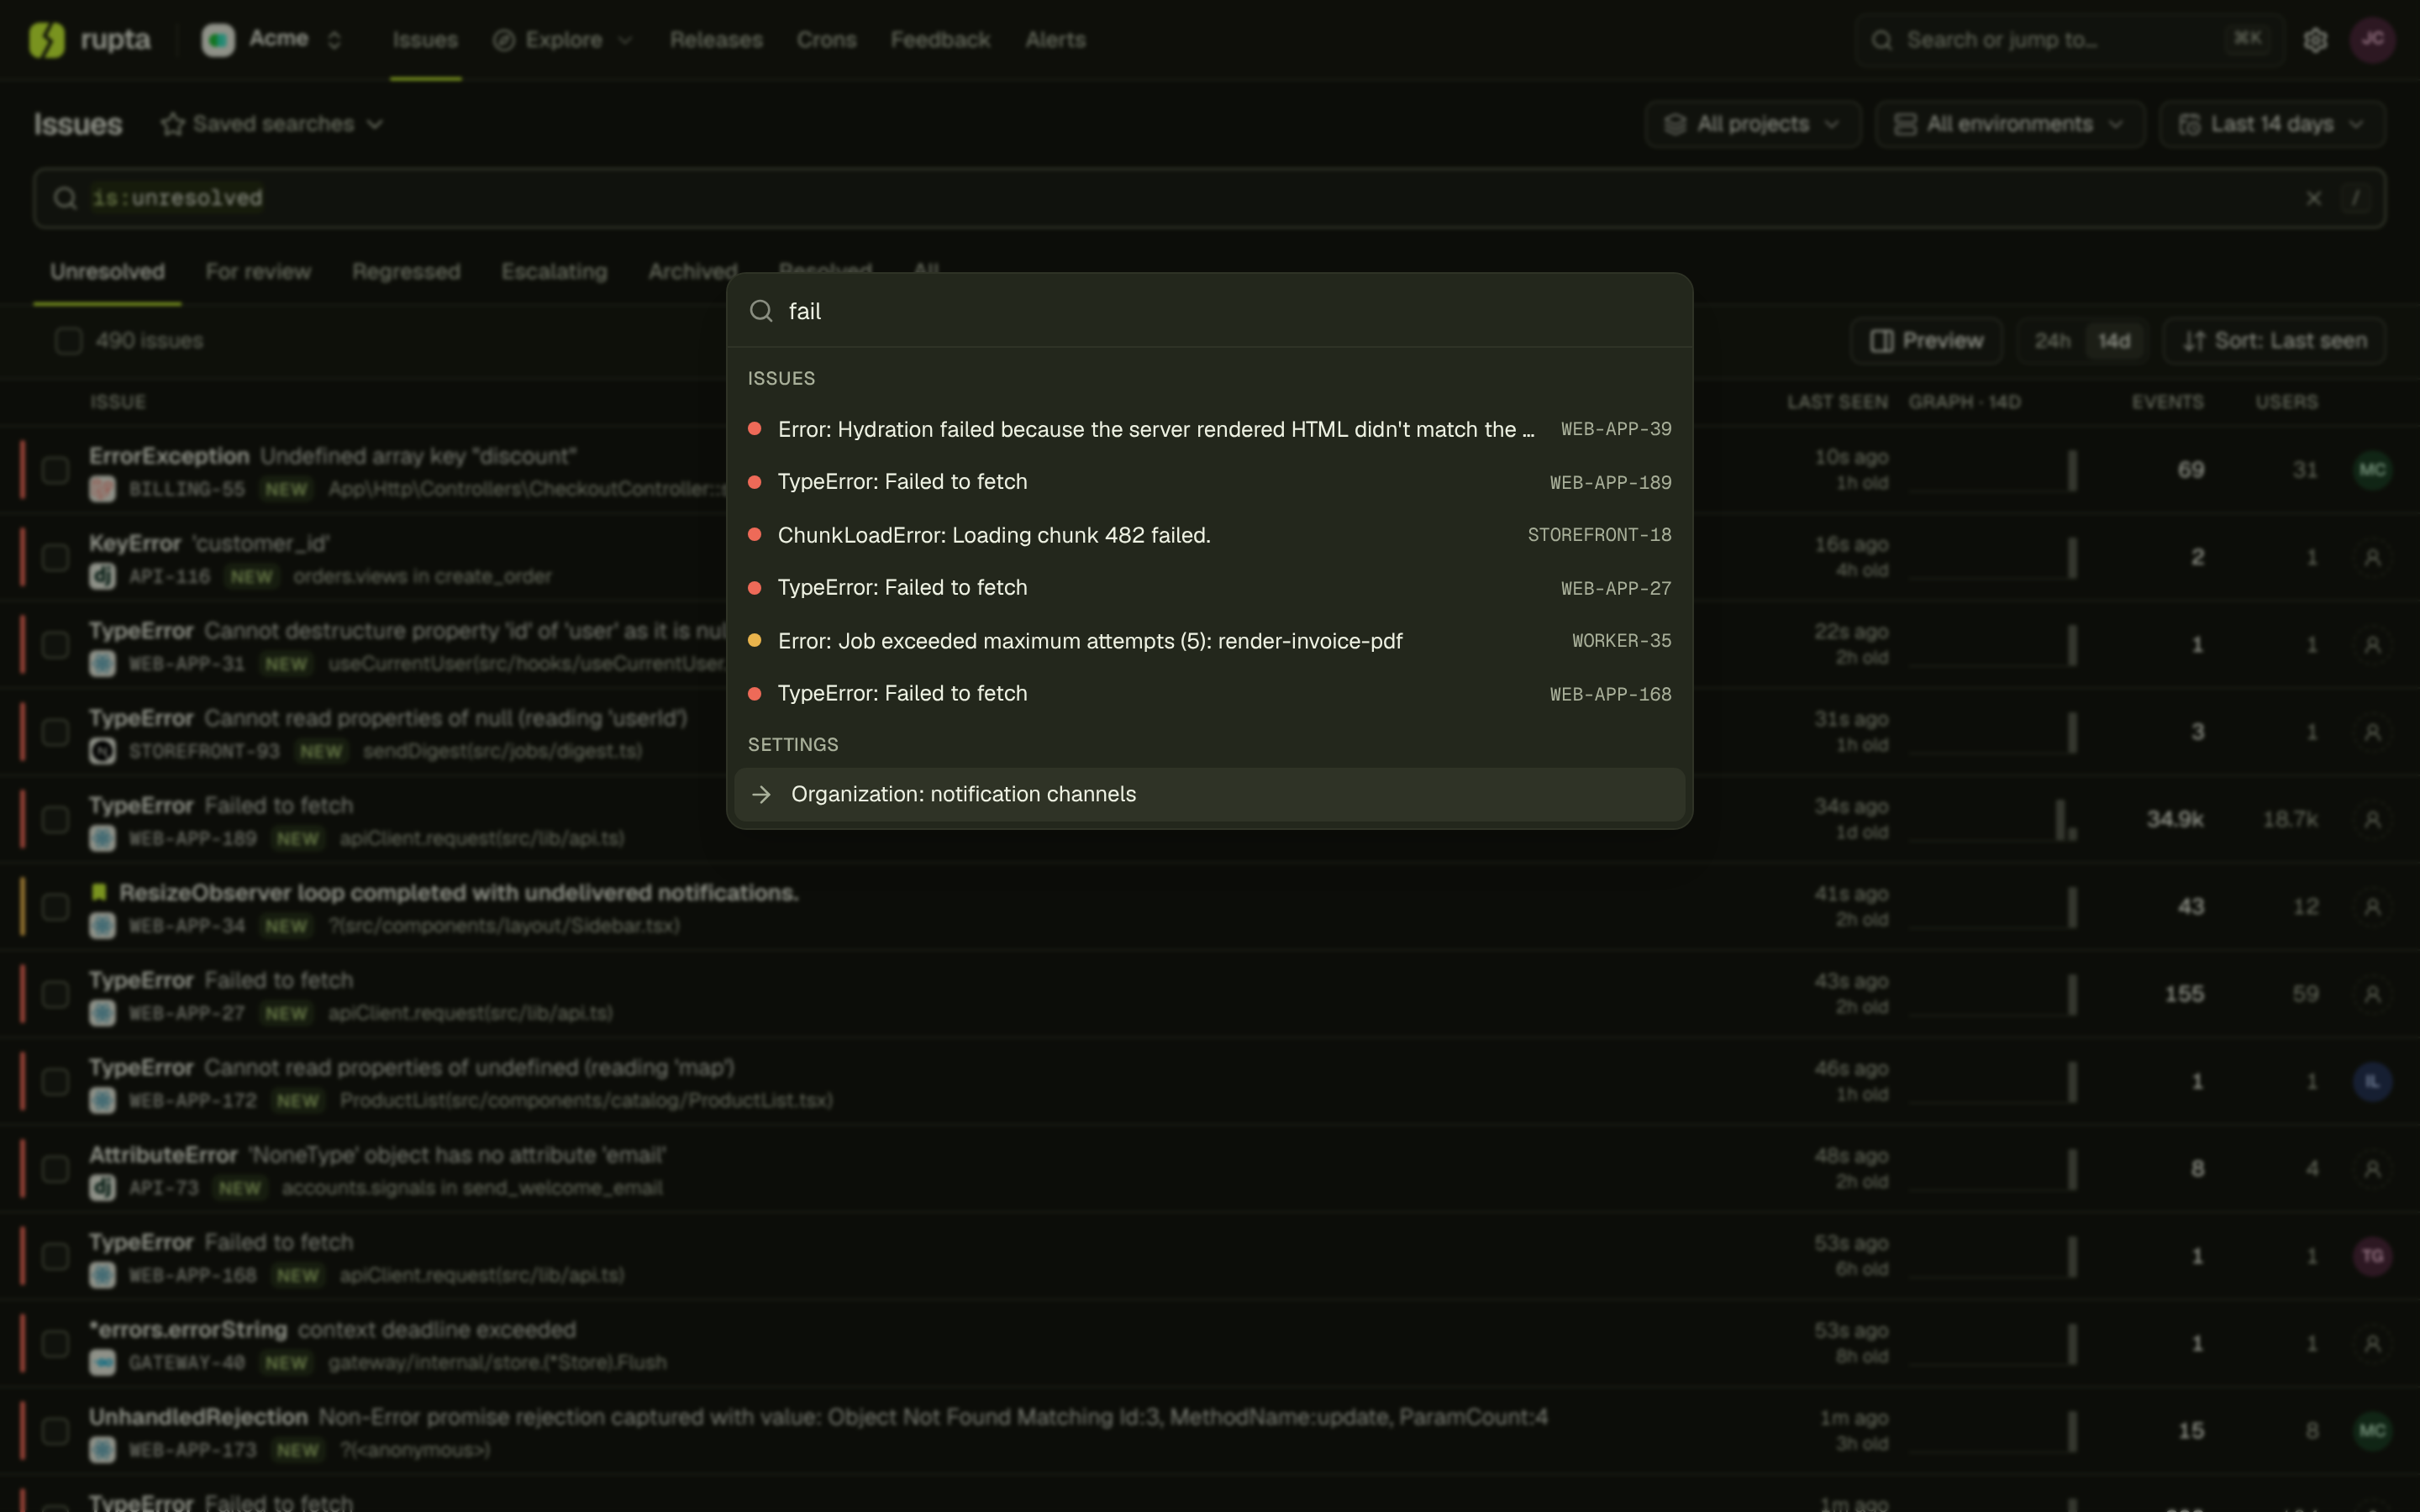 rupta Acme Issues Explore Releases Crons Feedback Alerts Search or jump to... ⌘K JC
Issues Saved searches All projects All environments Last 14 days
is:unresolved /
Unresolved For review Regressed Escalating Archived Resolved All
fail
ISSUES
Error: Hydration failed because the server rendered HTML didn't match the ... WEB-APP-39
TypeError: Failed to fetch WEB-APP-189
ChunkLoadError: Loading chunk 482 failed. STOREFRONT-18
TypeError: Failed to fetch WEB-APP-27
Error: Job exceeded maximum attempts (5): render-invoice-pdf WORKER-35
TypeError: Failed to fetch WEB-APP-168
SETTINGS
Organization: notification channels
490 issues Preview 24h 14d Sort: Last seen
ISSUE LAST SEEN GRAPH · 14D EVENTS USERS
ErrorException Undefined array key "discount" 10s ago
BILLING-55 NEW App\Http\Controllers\CheckoutController:: 1h old 69 31 MC
KeyError 'customer_id' 16s ago
API-116 NEW orders.views in create_order 4h old 2 1
TypeError Cannot destructure property 'id' of 'user' as it is nul 22s ago
WEB-APP-31 NEW useCurrentUser(src/hooks/useCurrentUser. 2h old 1 1
TypeError Cannot read properties of null (reading 'userId') 31s ago
STOREFRONT-93 NEW sendDigest(src/jobs/digest.ts) 1h old 3 1
TypeError Failed to fetch 34s ago
WEB-APP-189 NEW apiClient.request(src/lib/api.ts) 1d old 34.9k 18.7k
ResizeObserver loop completed with undelivered notifications. 41s ago
WEB-APP-34 NEW ?(src/components/layout/Sidebar.tsx) 2h old 43 12
TypeError Failed to fetch 43s ago
WEB-APP-27 NEW apiClient.request(src/lib/api.ts) 2h old 155 59
TypeError Cannot read properties of undefined (reading 'map') 46s ago
WEB-APP-172 NEW ProductList(src/components/catalog/ProductList.tsx) 1h old 1 1 IL
AttributeError 'NoneType' object has no attribute 'email' 48s ago
API-73 NEW accounts.signals in send_welcome_email 2h old 8 4
TypeError Failed to fetch 53s ago
WEB-APP-168 NEW apiClient.request(src/lib/api.ts) 6h old 1 1 TG
*errors.errorString context deadline exceeded 53s ago
GATEWAY-40 NEW gateway/internal/store.(*Store).Flush 8h old 1 1
UnhandledRejection Non-Error promise rejection captured with value: Object Not Found Matching Id:3, MethodName:update, ParamCount:4 1m ago
WEB-APP-173 NEW ?(<anonymous>) 3h old 15 8 MC
TypeError Failed to fetch 1m ago